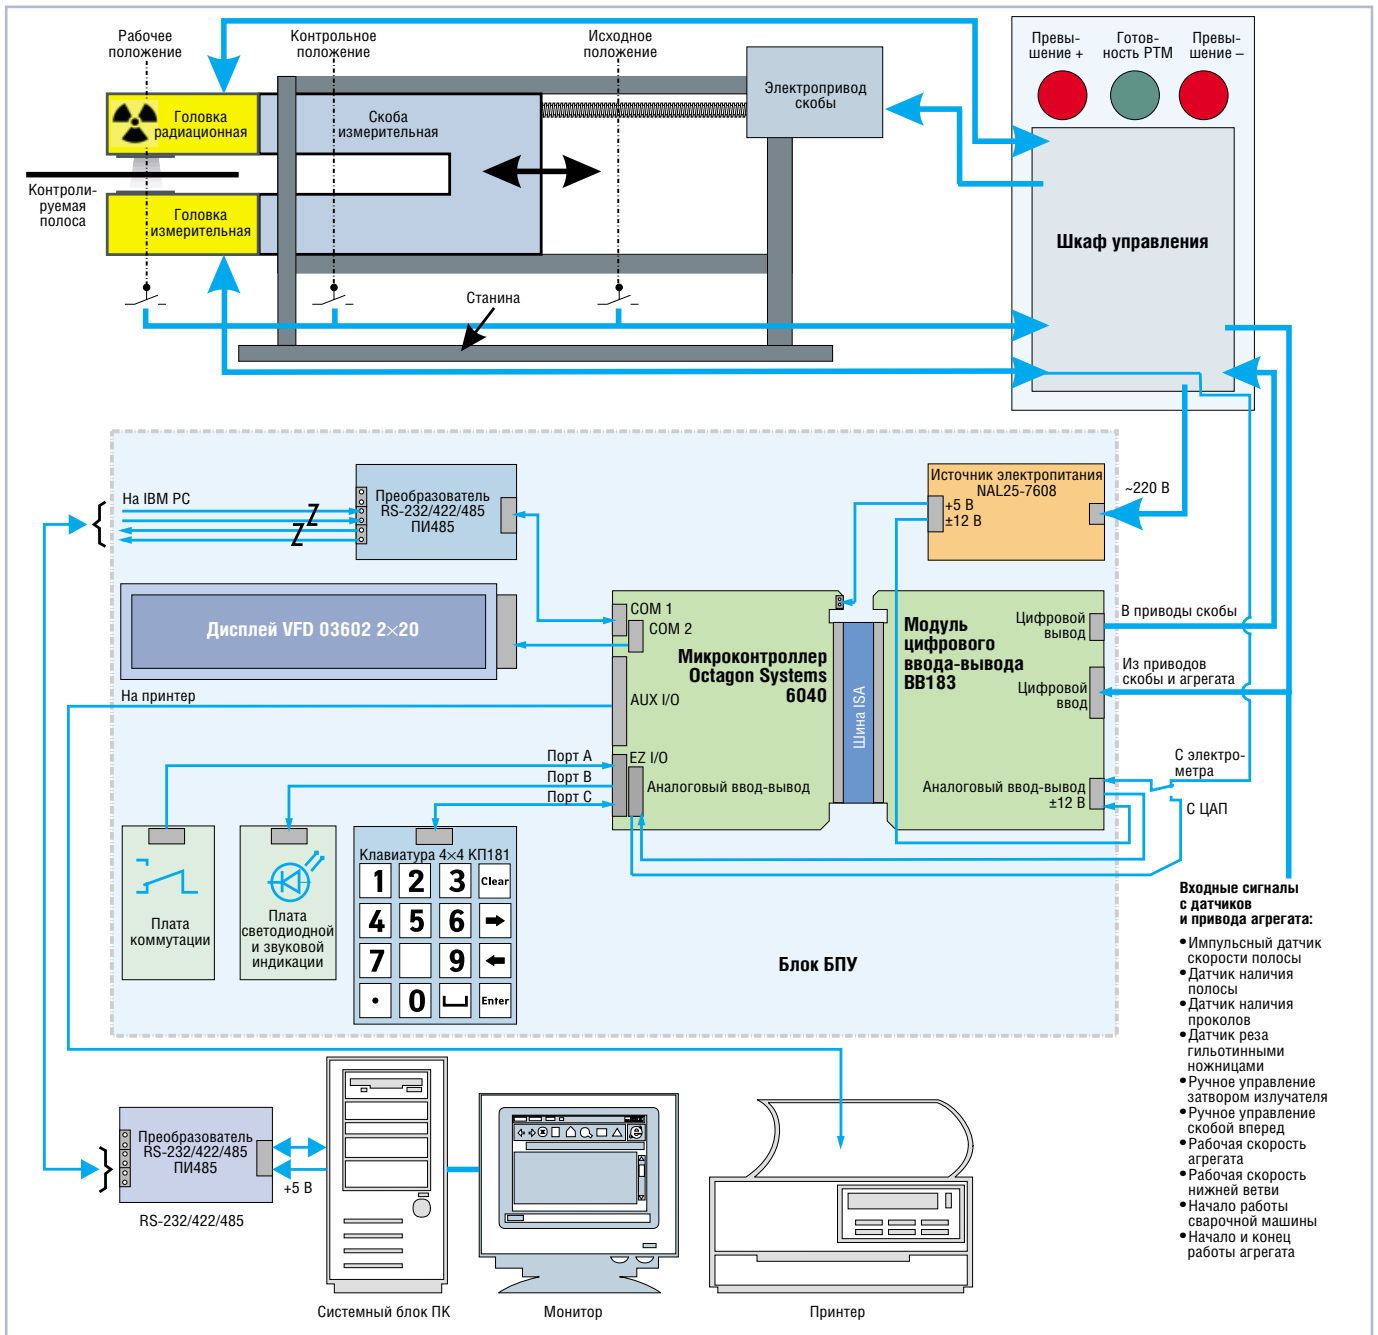 Рабочее
положение
Контрольное
положение
Исходное
положение
Превы-
шение +
Готов-
ность РТМ
Превы-
шение –
Электропривод
скобы
Головка
радиационная
Скоба
измерительная
Контроли-
руемая
полоса
Головка
измерительная
Шкаф управления
Станина
На IBM PC
Преобразователь
RS-232/422/485
ПИ485
Источник электропитания
NAL25-7608
+5 В
±12 В
~220 В
Дисплей VFD 03602 2×20
COM 1
COM 2
Микроконтроллер
Octagon Systems
6040
AUX I/O
EZ I/O
Аналоговый ввод-вывод
Шина ISA
Модуль
цифрового
ввода-вывода
ВВ183
Цифровой
вывод
Цифровой
ввод
Аналоговый ввод-вывод
±12 В
В приводы скобы
Из приводов
скобы и агрегата
С электро-
метра
С ЦАП
На принтер
Порт А
Порт В
Порт С
Плата
коммутации
Плата
светодиодной
и звуковой
индикации
Клавиатура 4×4 КП181
1 2 3 Clear
4 5 6
7 9
0 Enter
Блок БПУ
Входные сигналы
с датчиков
и привода агрегата:
• Импульсный датчик
скорости полосы
• Датчик наличия
полосы
• Датчик наличия
проколов
• Датчик реза
гильотинными
ножницами
• Ручное управление
затвором излучателя
• Ручное управление
скобой вперед
• Рабочая скорость
агрегата
• Рабочая скорость
нижней ветви
• Начало работы
сварочной машины
• Начало и конец
работы агрегата
Преобразователь
RS-232/422/485
ПИ485
+5 В
RS-232/422/485
Системный блок ПК
Монитор
Принтер